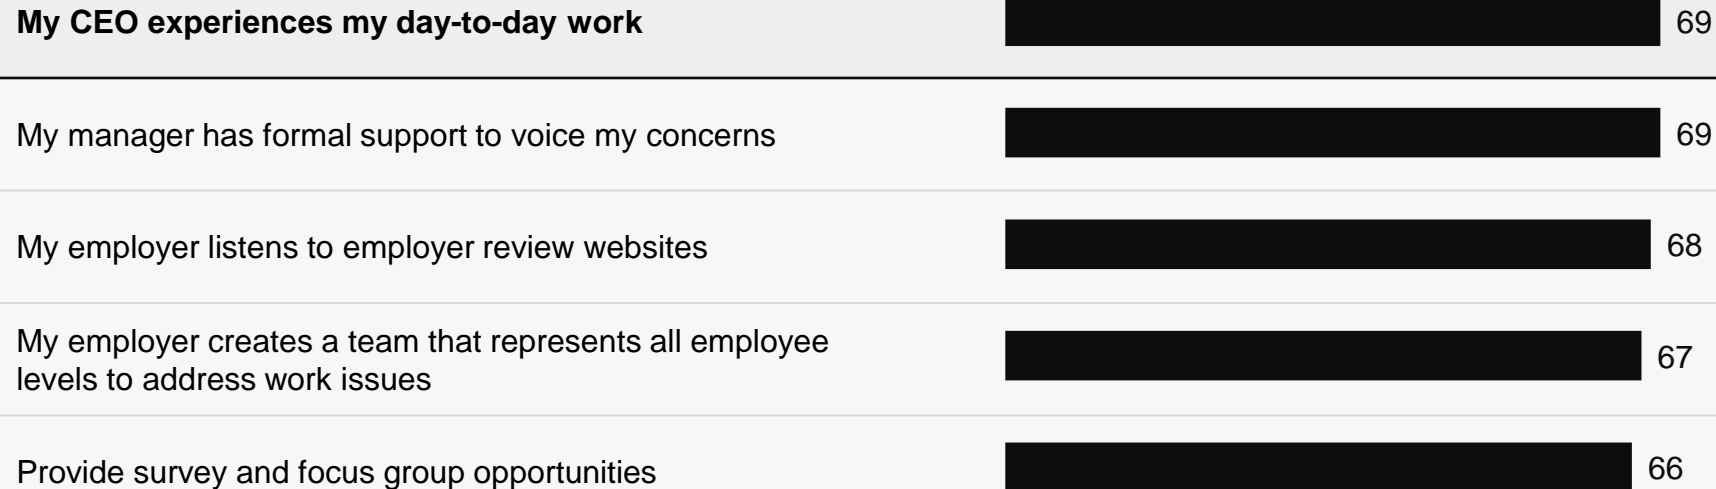 My CEO experiences my day-to-day work 69
My manager has formal support to voice my concerns 69
My employer listens to employer review websites 68
My employer creates a team that represents all employee
levels to address work issues 67
Provide survey and focus group opportunities 66